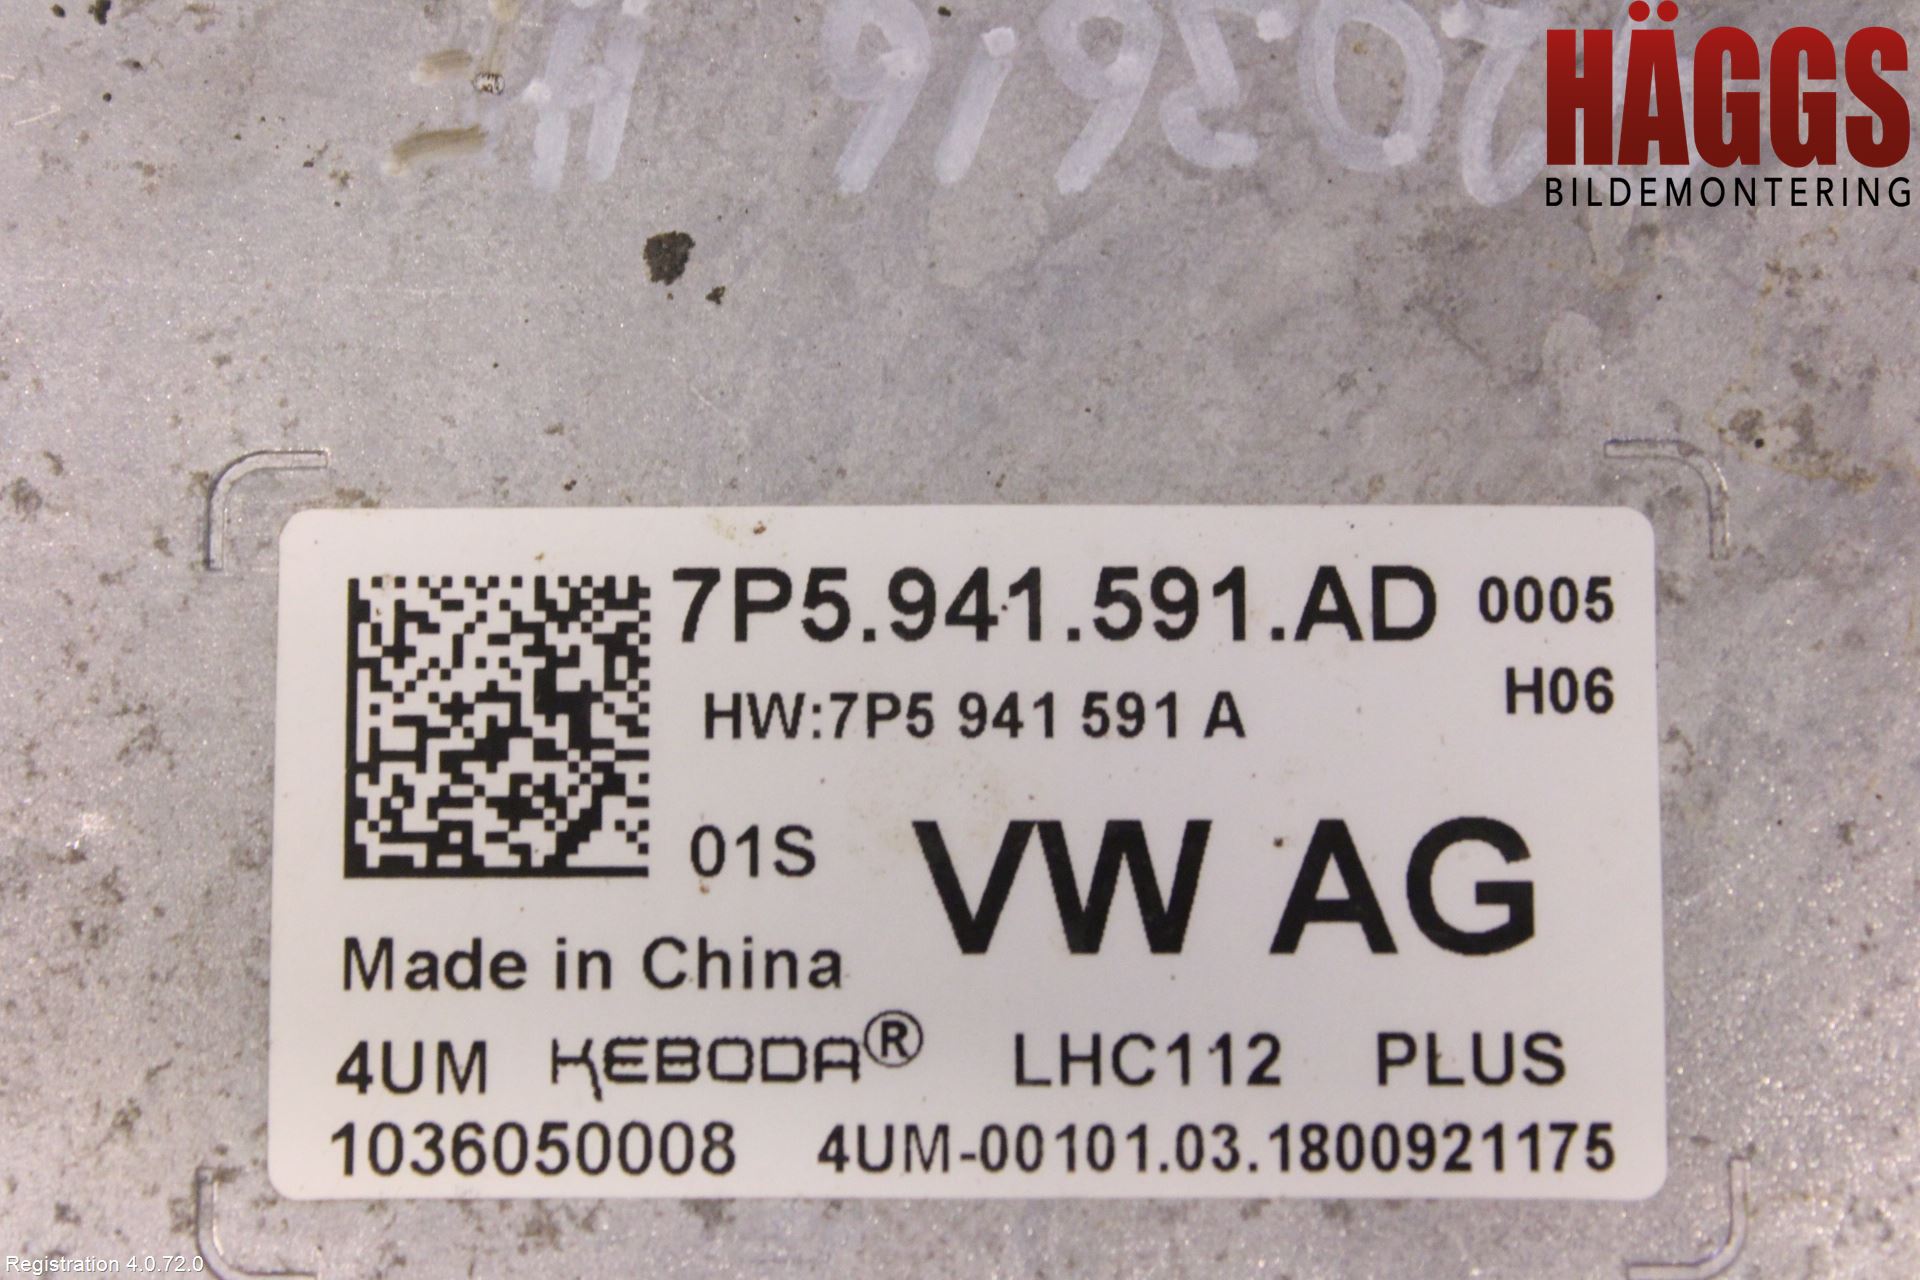 HÄGGS
BILDEMONTERING
7P5.941.591.AD 0005
HW:7P5 941 591 A H06
01S VW AG
Made in China
4UM KEBODA® LHC112 PLUS
1036050008 4UM-00101.03.1800921175
Registration 4.0.72.0